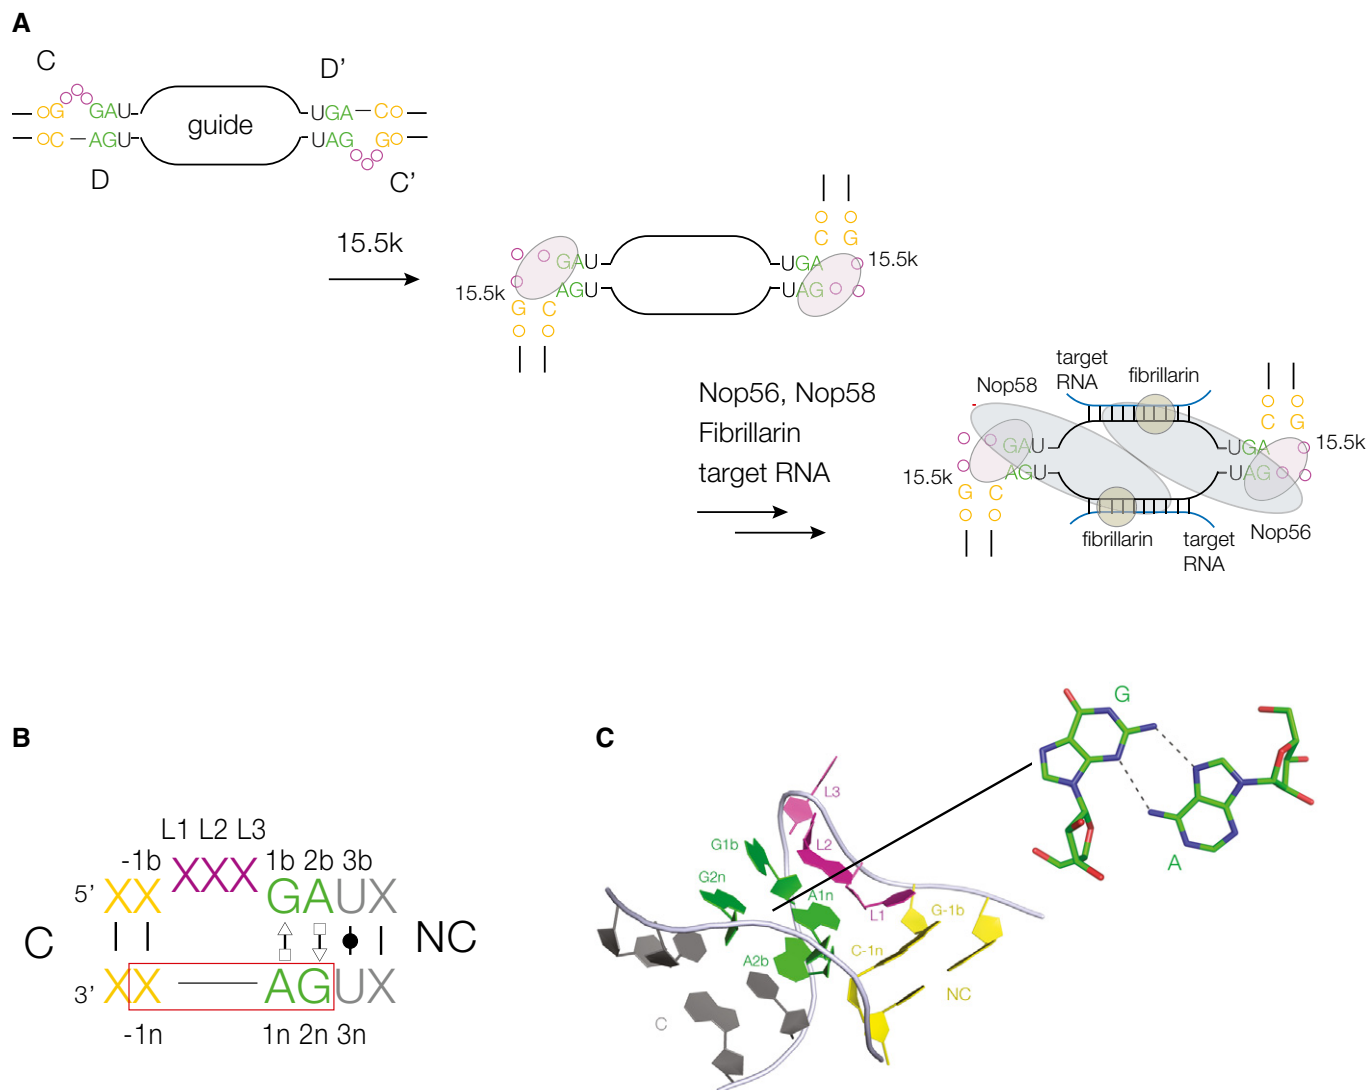 A
C
D'
G GAU UGA C
guide
C AGU UAG G
D
C'
15.5k
C G
GAU UGA
15.5k
15.5k
AGU UAG
G C
Nop56, Nop58
Fibrillarin
target RNA
target
RNA
fibrillarin
Nop58
C G
GAU UGA
15.5k
15.5k
AGU UAG
G C
Nop56
fibrillarin
target
RNA
B
L1 L2 L3
-1b 1b 2b 3b
5' XX XXX GAUX
C NC
3' XX AGUX
-1n 1n 2n 3n
C
G
A
L3
G1b
L2
G2n
A1n
L1
G-1b
C-1n
A2b
NC
C